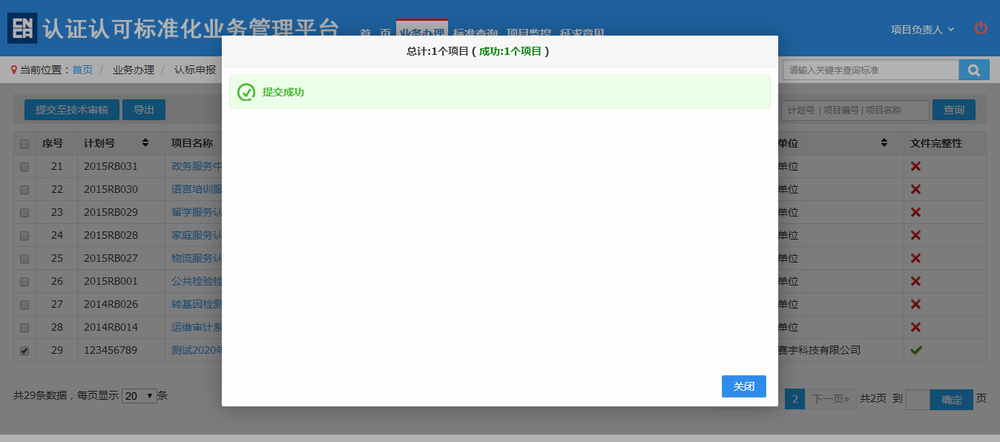 认证认可标准化业务管理平台
首 页 业务办理 标准查询 项目监控 征求意见
项目负责人
总计:1个项目 ( 成功:1个项目 )
当前位置：首页 / 业务办理 / 认标申报
请输入关键字查询标准
提交成功
提交至技术审核 导出
计划号 | 项目编号 | 项目名称 查询
序号 计划号 项目名称 单位 文件完整性
21 2015RB031 政务服务中 单位
22 2015RB030 语言培训服 单位
23 2015RB029 留学服务认 单位
24 2015RB028 家庭服务认 单位
25 2015RB027 物流服务认 单位
26 2015RB001 公共检验检 单位
27 2014RB026 转基因检测 单位
28 2014RB014 运维审计系 单位
29 123456789 测试2020年 赛宇科技有限公司
关闭
共29条数据，每页显示 20 条
2 下一页» 共2页 到 确定 页